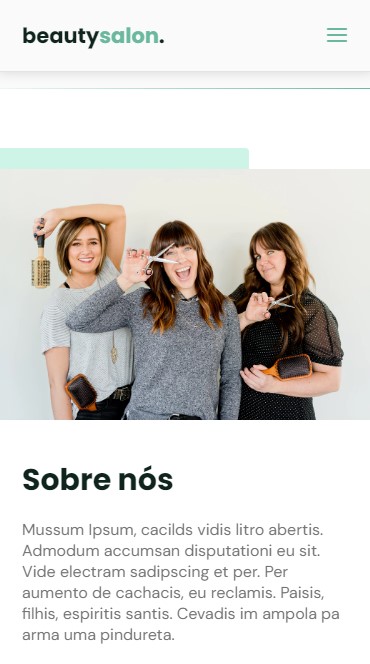 beautysalon.
Sobre nós
Mussum Ipsum, cacilds vidis litro abertis.
Admodum accumsan disputationi eu sit.
Vide electram sadipscing et per. Per
aumento de cachacis, eu reclamis. Paisis,
filhis, espiritis santis. Cevadis im ampola pa
arma uma pindureta.